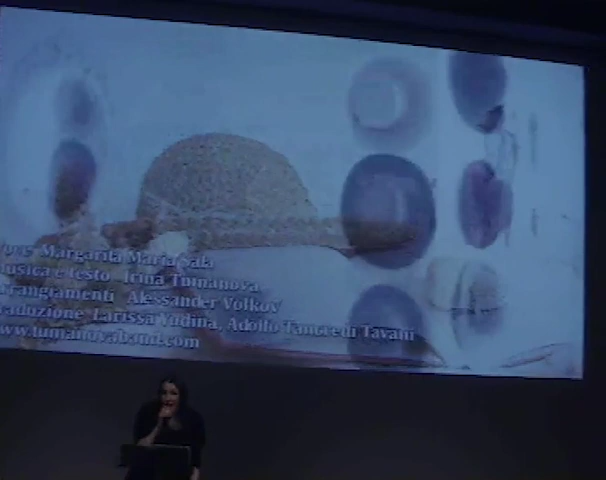 Margarita Maria Sala
musica e testo Irina Tumanova
arrangiamenti Alessander Volkov
traduzione Larissa Yudina, Adolfo Tancredi Tavani
www.tumanovaband.com